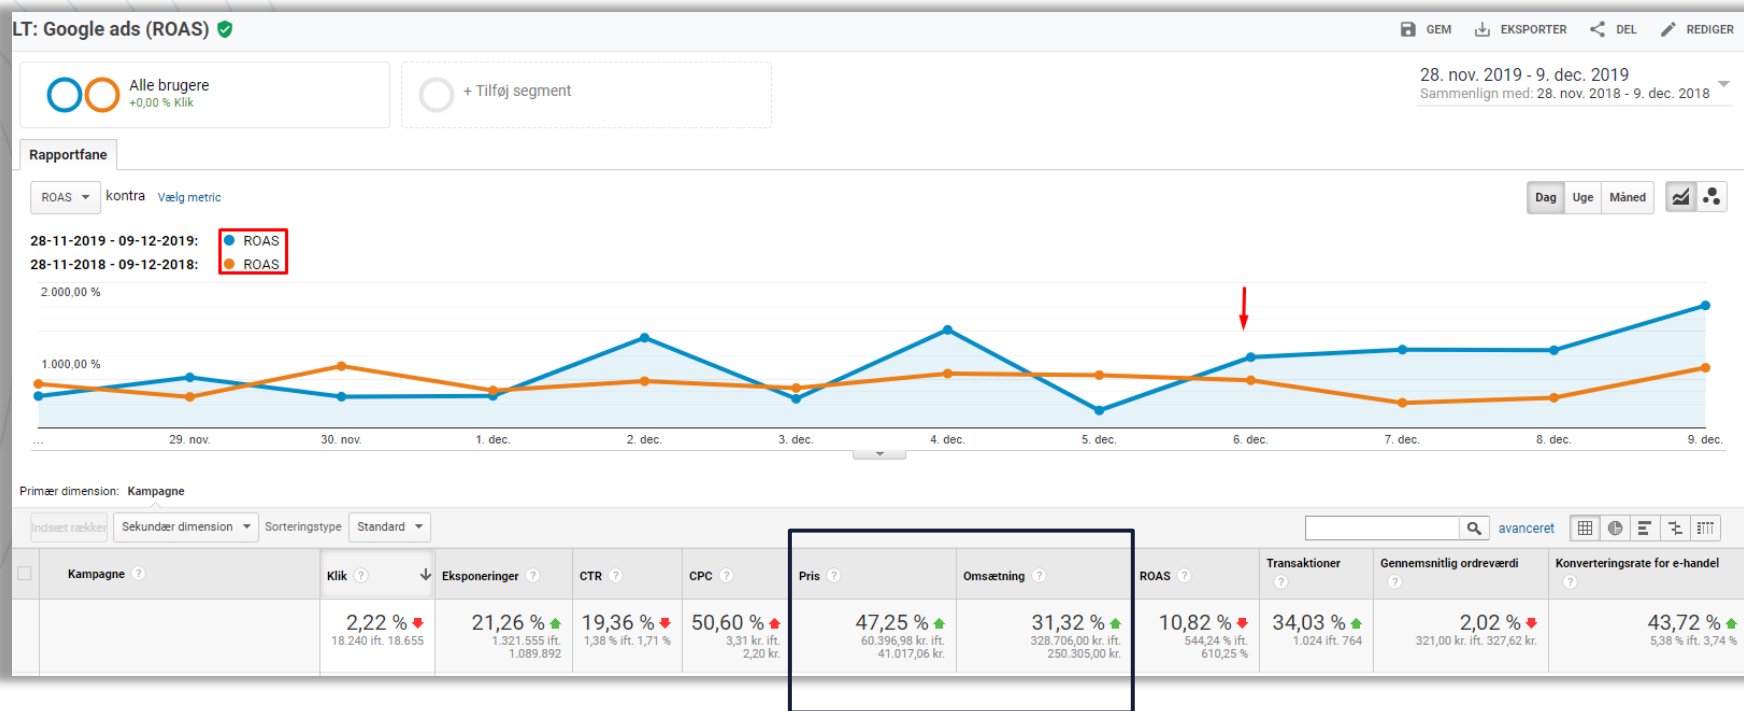 LT: Google ads (ROAS)
GEM EKSPORTER DEL REDIGER
Alle brugere
+0,00 % Klik
+ Tilføj segment
28. nov. 2019 - 9. dec. 2019
Sammenlign med: 28. nov. 2018 - 9. dec. 2018
Rapportfane
ROAS kontra Vælg metric
Dag Uge Måned
28-11-2019 - 09-12-2019: ROAS
28-11-2018 - 09-12-2018: ROAS
2.000,00 %
1.000,00 %
... 29. nov. 30. nov. 1. dec. 2. dec. 3. dec. 4. dec. 5. dec. 6. dec. 7. dec. 8. dec. 9. dec.
Primær dimension: Kampagne
Indsæt rækker Sekundær dimension Sorteringstype Standard avanceret
Kampagne ? Klik ? Eksponeringer ? CTR ? CPC ? Pris ? Omsætning ? ROAS ? Transaktioner ? Gennemsnitlig ordreværdi ? Konverteringsrate for e-handel ?
2,22 % 21,26 % 19,36 % 50,60 % 47,25 % 31,32 % 10,82 % 34,03 % 2,02 % 43,72 %
18.240 ift. 18.655 1.321.555 ift. 1,38 % ift. 1,71 % 3,31 kr. ift. 60.396,98 kr. ift. 328.706,00 kr. ift. 544,24 % ift. 1.024 ift. 764 321,00 kr. ift. 327,62 kr. 5,38 % ift. 3,74 %
1.089.892 2,20 kr. 41.017,06 kr. 250.305,00 kr. 610,25 %